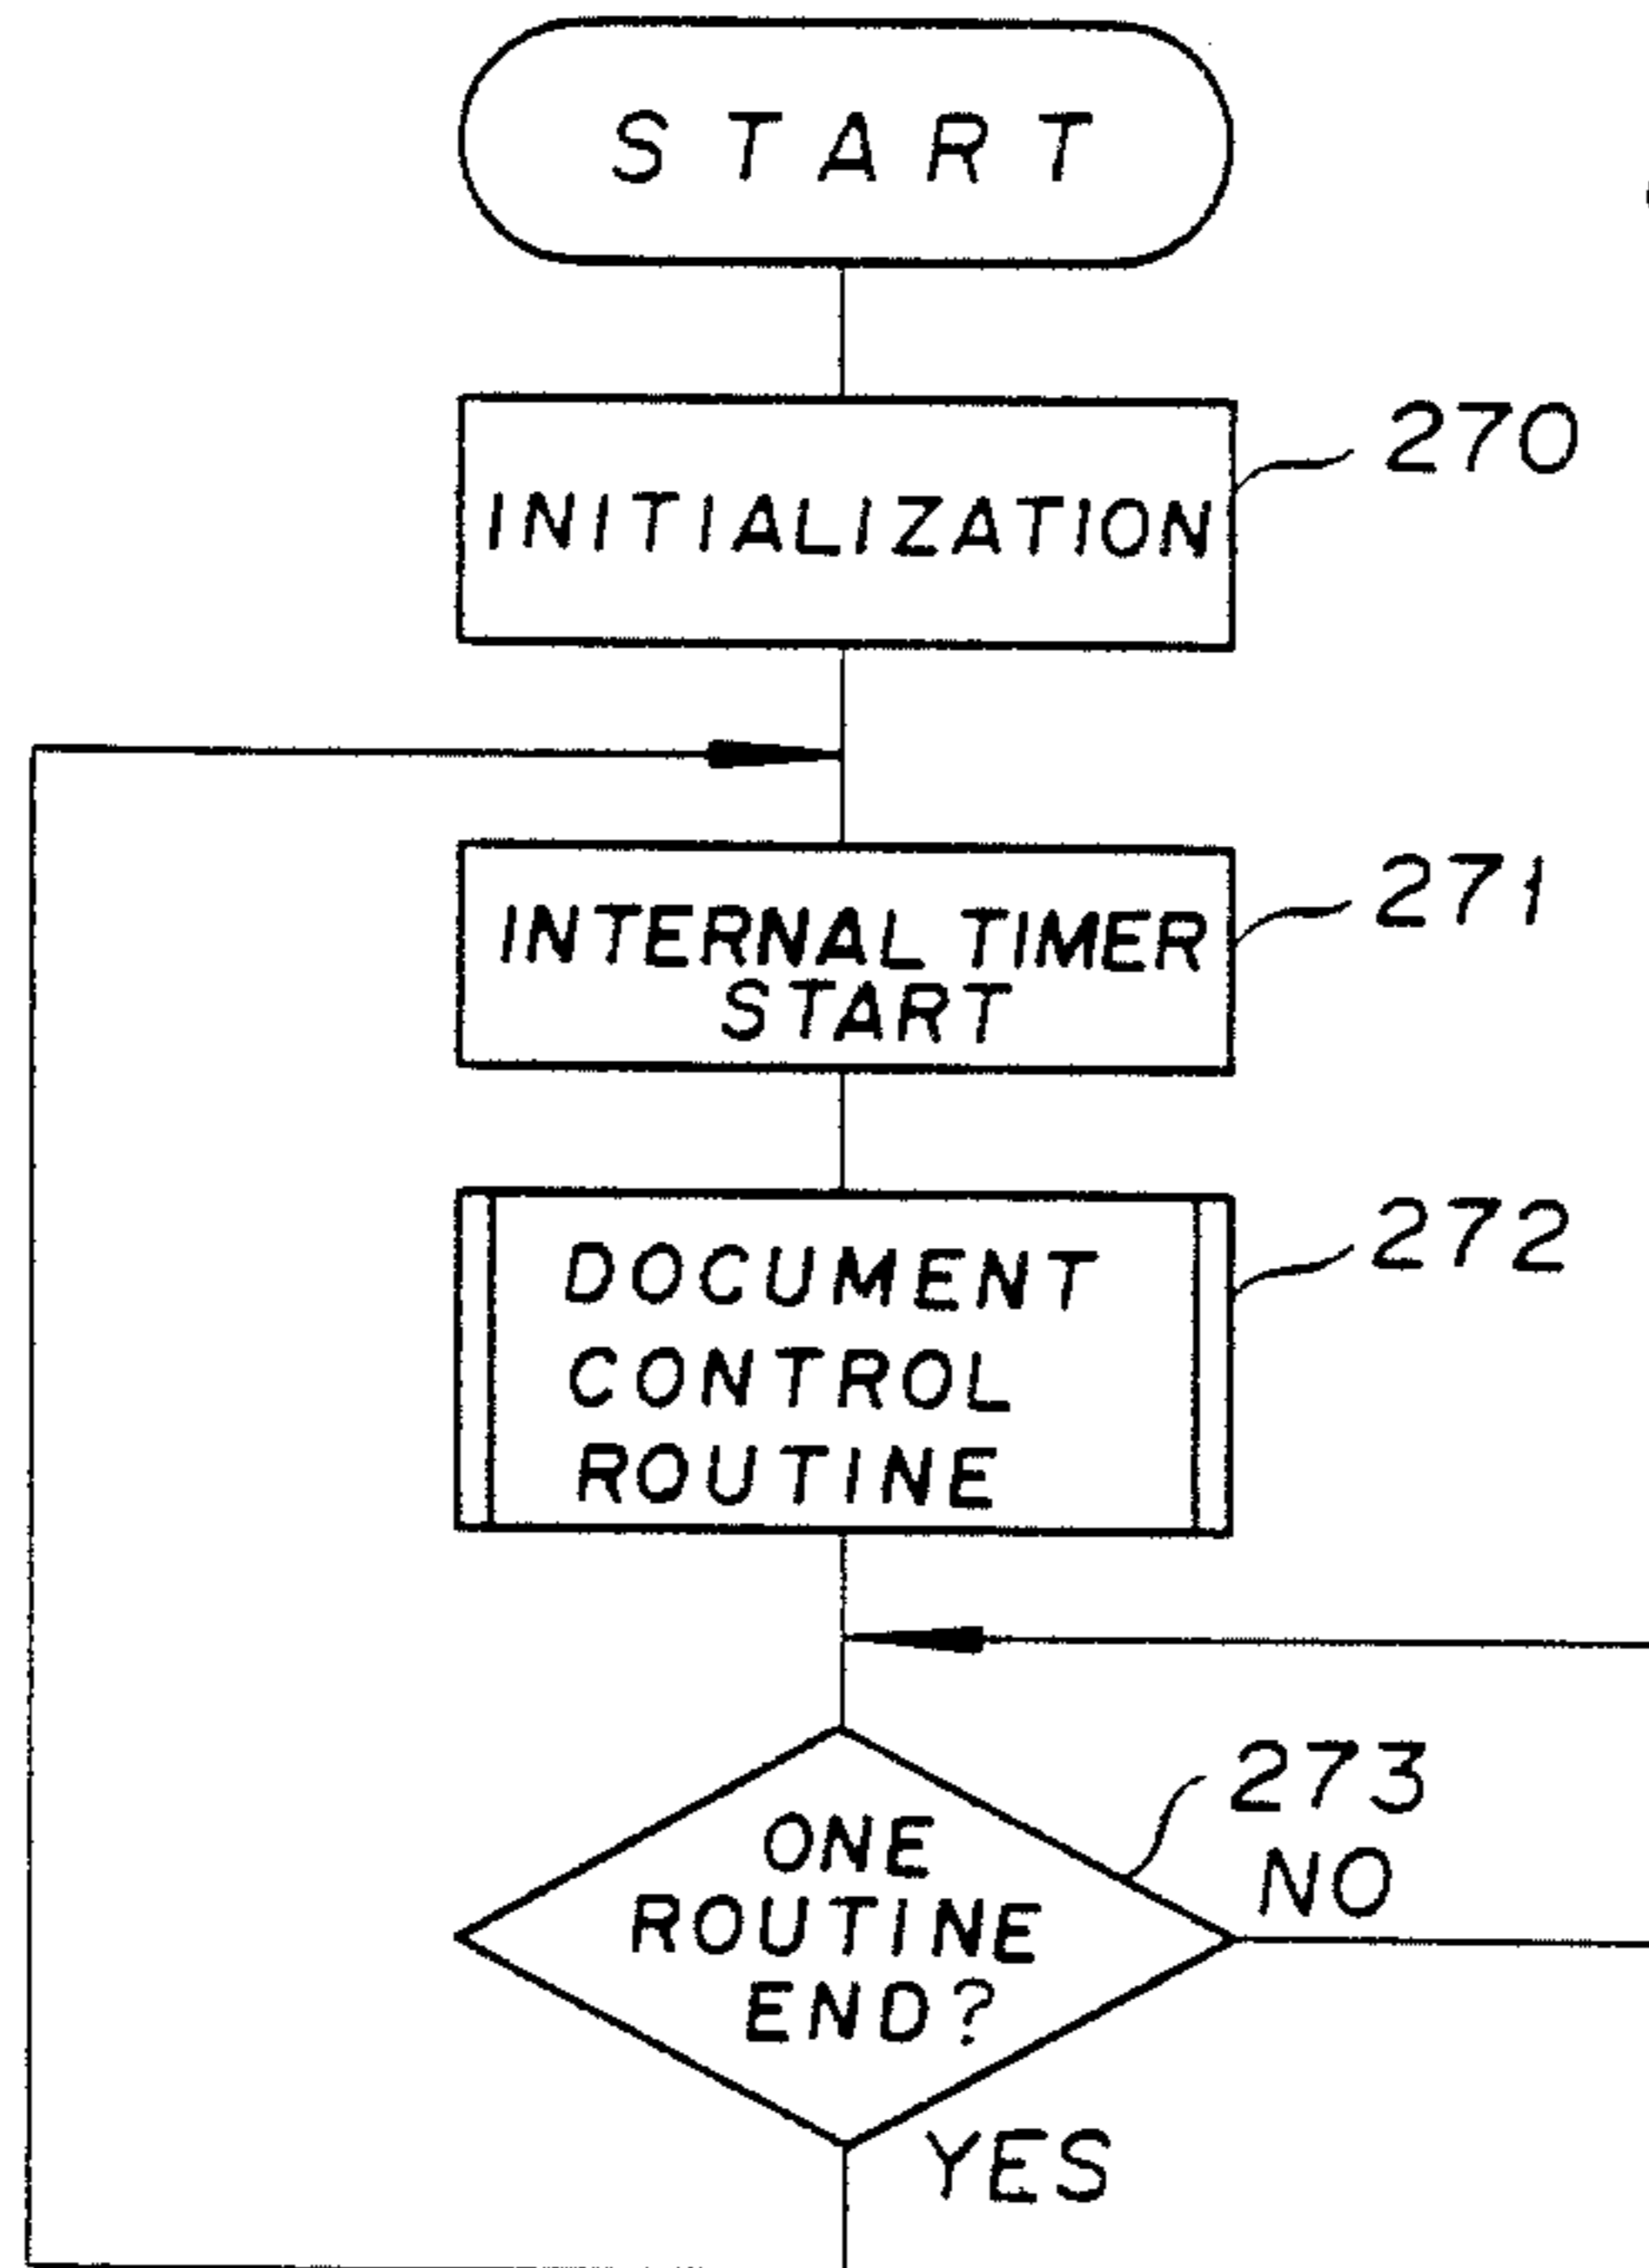 START
INITIALIZATION
270
INTERNAL TIMER
START
271
DOCUMENT
CONTROL
ROUTINE
272
ONE
ROUTINE
END?
273
NO
YES